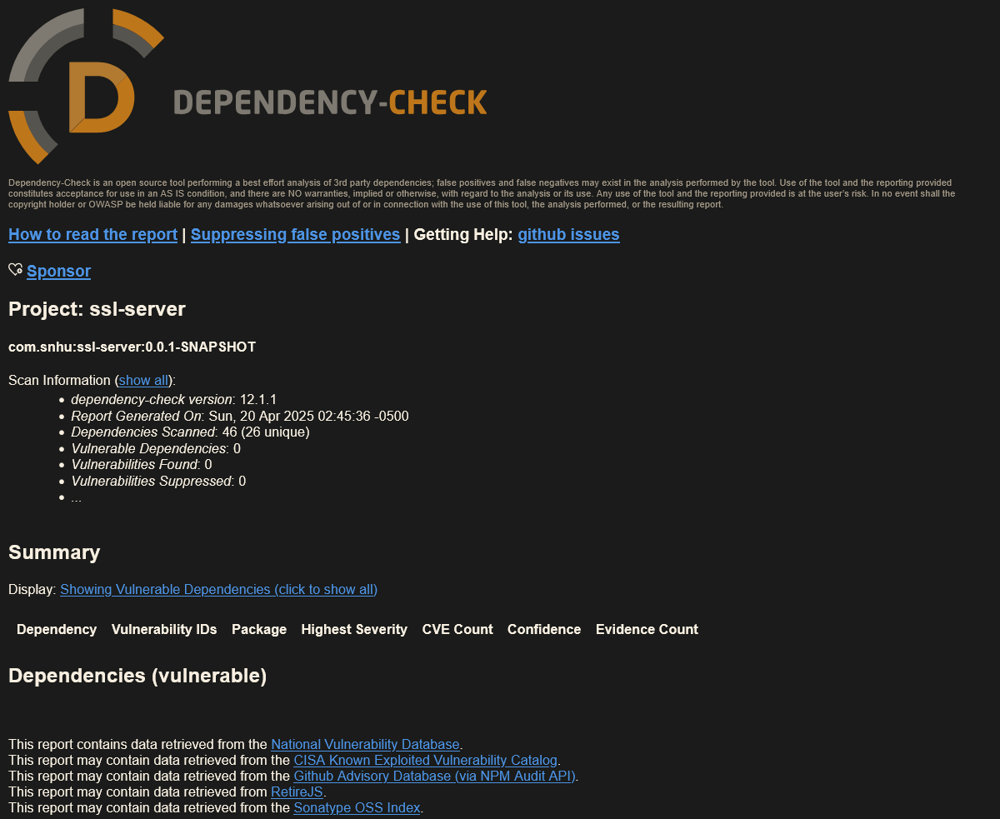 D
DEPENDENCY-CHECK
Dependency-Check is an open source tool performing a best effort analysis of 3rd party dependencies; false positives and false negatives may exist in the analysis performed by the tool. Use of the tool and the reporting provided
constitutes acceptance for use in an AS IS condition, and there are NO warranties, implied or otherwise, with regard to the analysis or its use. Any use of the tool and the reporting provided is at the user's risk. In no event shall the
copyright holder or OWASP be held liable for any damages whatsoever arising out of or in connection with the use of this tool, the analysis performed, or the resulting report.
How to read the report | Suppressing false positives | Getting Help: github issues
Sponsor
Project: ssl-server
com.snhu:ssl-server:0.0.1-SNAPSHOT
Scan Information (show all):
• dependency-check version: 12.1.1
• Report Generated On: Sun, 20 Apr 2025 02:45:36 -0500
• Dependencies Scanned: 46 (26 unique)
• Vulnerable Dependencies: 0
• Vulnerabilities Found: 0
• Vulnerabilities Suppressed: 0
• ...
Summary
Display: Showing Vulnerable Dependencies (click to show all)
Dependency Vulnerability IDs Package Highest Severity CVE Count Confidence Evidence Count
Dependencies (vulnerable)
This report contains data retrieved from the National Vulnerability Database.
This report may contain data retrieved from the CISA Known Exploited Vulnerability Catalog.
This report may contain data retrieved from the Github Advisory Database (via NPM Audit API).
This report may contain data retrieved from RetireJS.
This report may contain data retrieved from the Sonatype OSS Index.